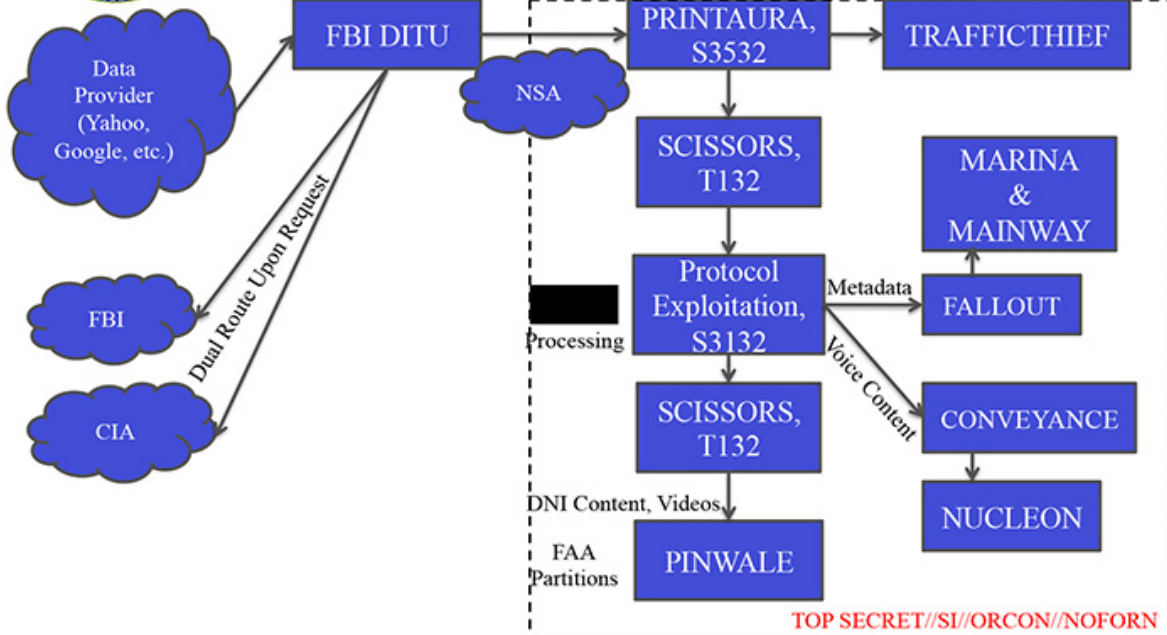 Data
Provider
(Yahoo,
Google, etc.)
FBI DITU
PRINTAURA,
S3532
TRAFFICTHIEF
NSA
SCISSORS,
T132
MARINA
&
MAINWAY
Dual Route Upon Request
FBI
CIA
Processing
Protocol
Exploitation,
S3132
Metadata
FALLOUT
Voice Content
SCISSORS,
T132
CONVEYANCE
DNI Content, Videos
NUCLEON
FAA
Partitions
PINWALE
TOP SECRET//SI//ORCON//NOFORN